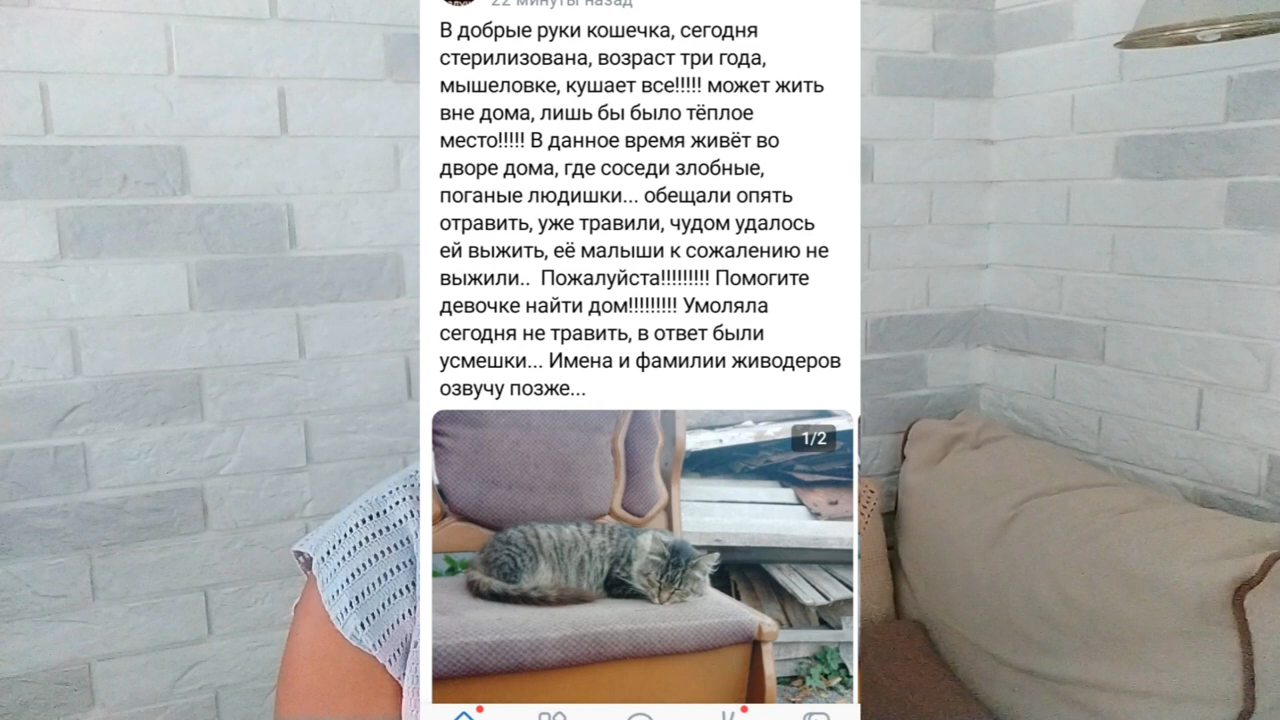 22 минуты назад
В добрые руки кошечка, сегодня
стерилизована, возраст три года,
мышеловке, кушает все!!!!! может жить
вне дома, лишь бы было тёплое
место!!!!! В данное время живёт во
дворе дома, где соседи злобные,
поганые людишки... обещали опять
отравить, уже травили, чудом удалось
ей выжить, её малыши к сожалению не
выжили.. Пожалуйста!!!!!!!!! Помогите
девочке найти дом!!!!!!!!! Умоляла
сегодня не травить, в ответ были
усмешки... Имена и фамилии живодеров
озвучу позже...
1/2